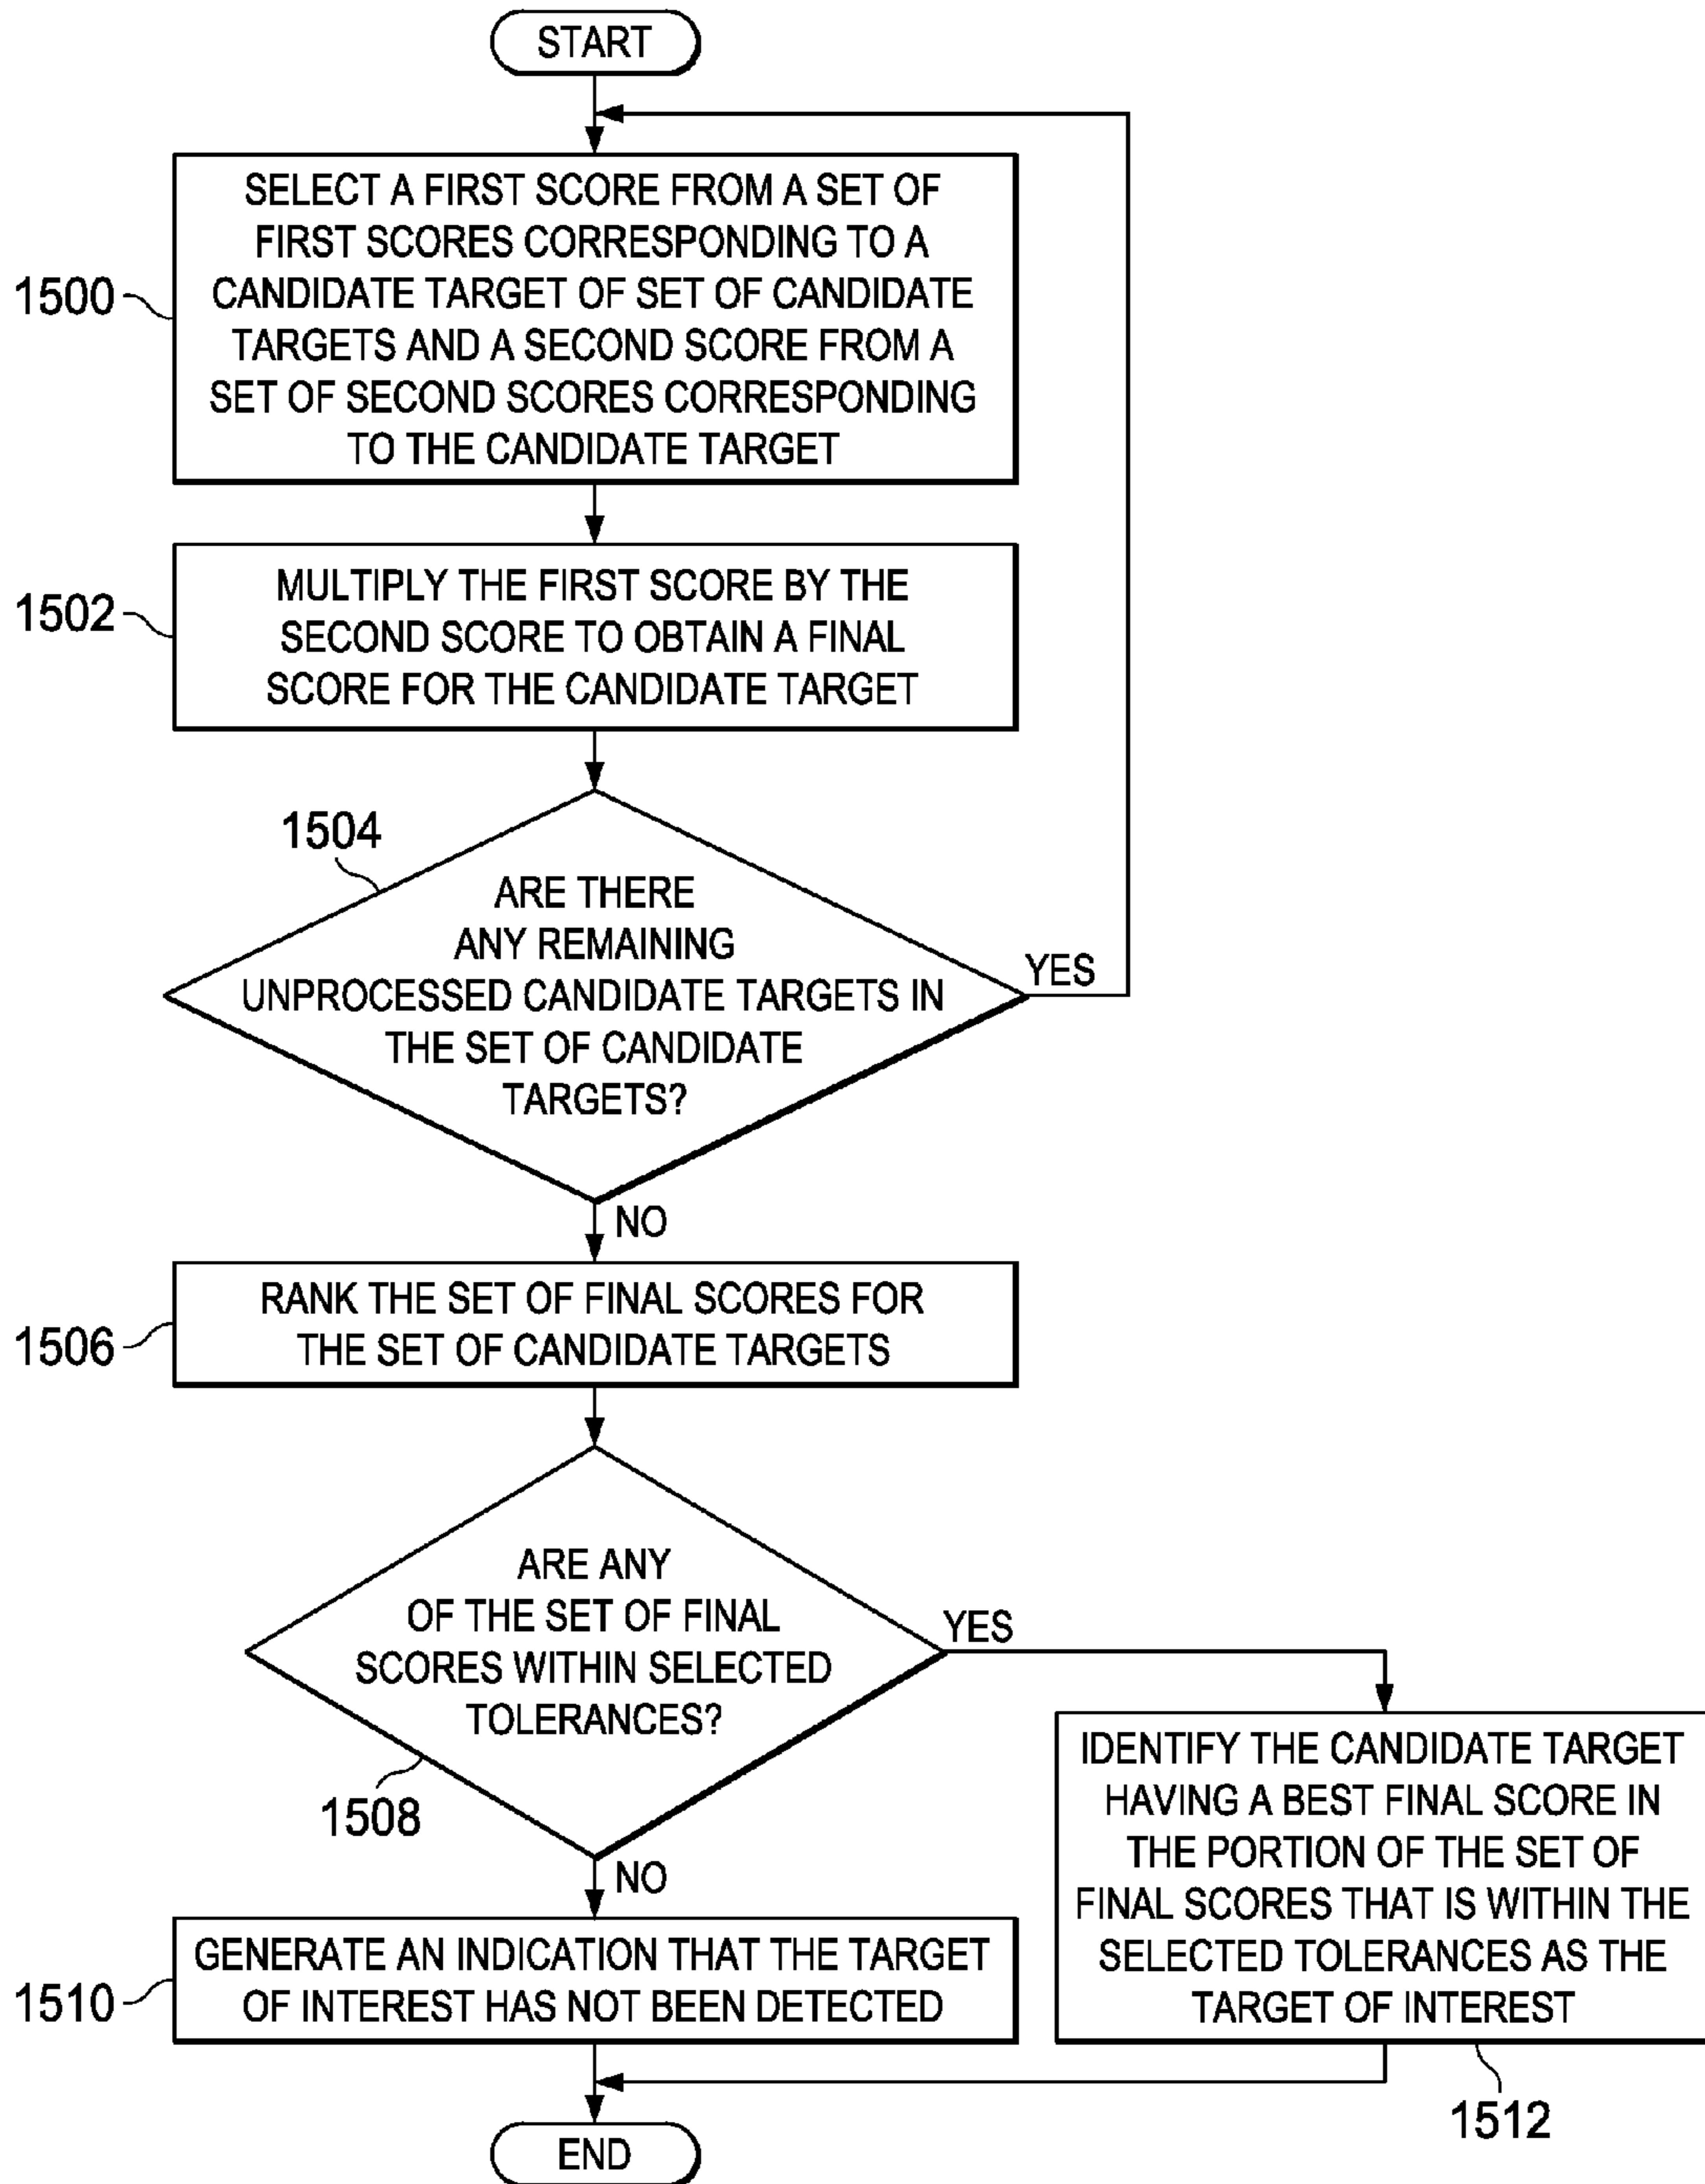 START
SELECT A FIRST SCORE FROM A SET OF
FIRST SCORES CORRESPONDING TO A
CANDIDATE TARGET OF SET OF CANDIDATE
TARGETS AND A SECOND SCORE FROM A
SET OF SECOND SCORES CORRESPONDING
TO THE CANDIDATE TARGET
1500
MULTIPLY THE FIRST SCORE BY THE
SECOND SCORE TO OBTAIN A FINAL
SCORE FOR THE CANDIDATE TARGET
1502
1504
ARE THERE
ANY REMAINING
UNPROCESSED CANDIDATE TARGETS IN
THE SET OF CANDIDATE
TARGETS?
YES
NO
RANK THE SET OF FINAL SCORES FOR
THE SET OF CANDIDATE TARGETS
1506
ARE ANY
OF THE SET OF FINAL
SCORES WITHIN SELECTED
TOLERANCES?
YES
1508
NO
IDENTIFY THE CANDIDATE TARGET
HAVING A BEST FINAL SCORE IN
THE PORTION OF THE SET OF
FINAL SCORES THAT IS WITHIN THE
SELECTED TOLERANCES AS THE
TARGET OF INTEREST
1512
GENERATE AN INDICATION THAT THE TARGET
OF INTEREST HAS NOT BEEN DETECTED
1510
END